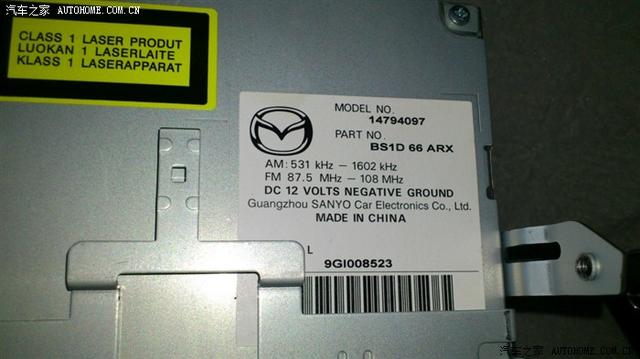 汽车之家 AUTOHOME.COM.CN
CLASS 1 LASER PRODUT
LUOKAN 1 LASERLAITE
KLASS 1 LASERAPPARAT
MODEL NO.
14794097
PART NO.
BS1D 66 ARX
AM: 531 kHz – 1602 kHz
FM 87.5 MHz – 108 MHz
DC 12 VOLTS NEGATIVE GROUND
Guangzhou SANYO Car Electronics Co., Ltd.
MADE IN CHINA
L
9GI008523
汽车之家 AUTOHOME.COM.CN